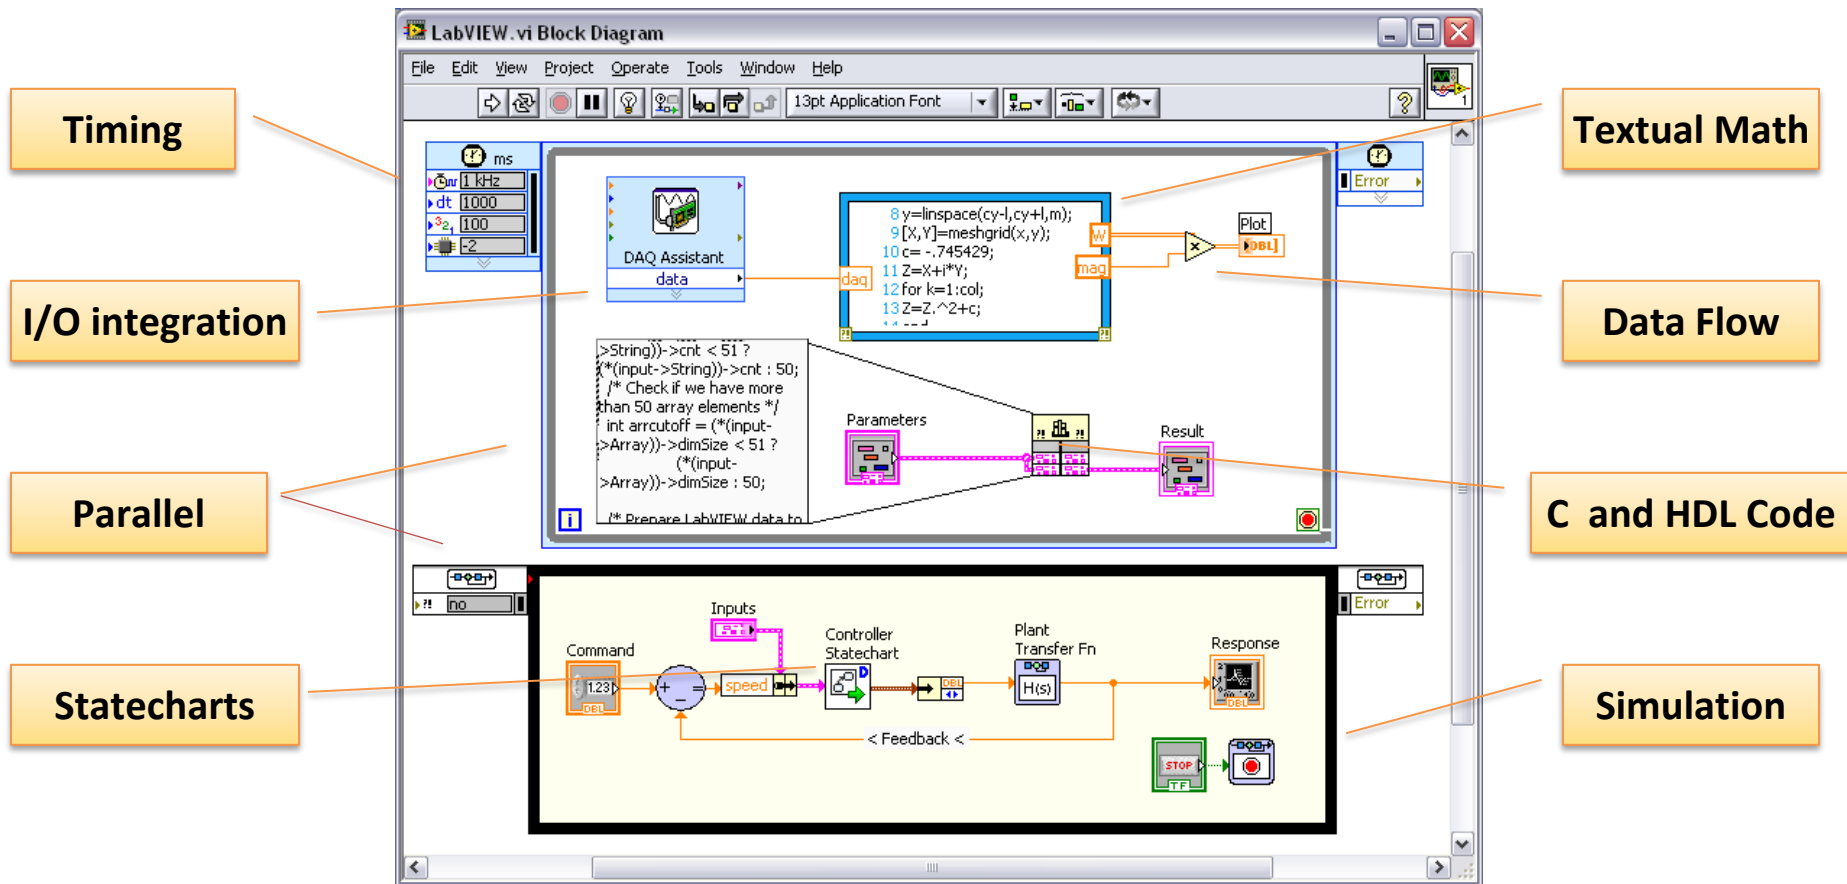 LabVIEW.vi Block Diagram
File Edit View Project Operate Tools Window Help
13pt Application Font
1
Timing
I/O integration
Parallel
Statecharts
ms
1 kHz
dt 1000
321 100
-2
DAQ Assistant
data
daq
8 y=linspace(cy-l,cy+l,m);
9 [X,Y]=meshgrid(x,y);
10 c= -.745429;
11 Z=X+i*Y;
12 for k=1:col;
13 Z=Z.^2+c;
W
mag
x
Plot
DBL]
Error
>String))->cnt < 51 ?
(*(input->String))->cnt : 50;
/* Check if we have more
than 50 array elements */
int arrcutoff = (*(input-
>Array))->dimSize < 51 ?
(*(input-
>Array))->dimSize : 50;
/* Prepare LabVIEW data to
Parameters
?! ?!
Result
i
?! no
Error
Inputs
Command
1.23
DBL
+ - =
speed
Controller
Statechart
D
DBL
Plant
Transfer Fn
H(s)
Response
DBL
< Feedback <
STOP
TF
Textual Math
Data Flow
C and HDL Code
Simulation